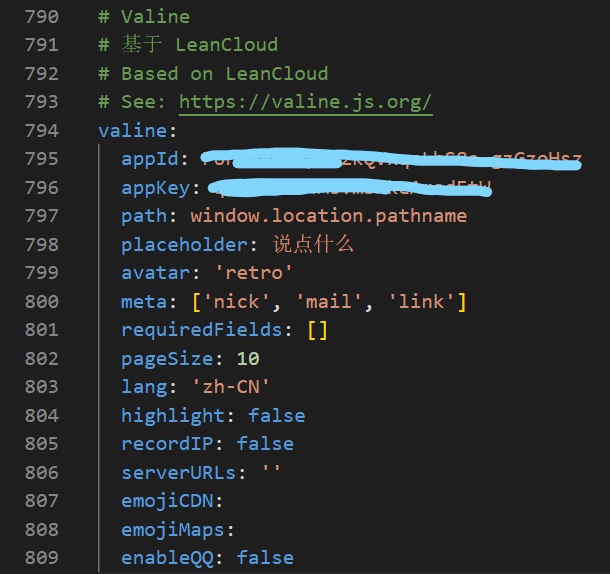 790 # Valine
791 # 基于 LeanCloud
792 # Based on LeanCloud
793 # See: https://valine.js.org/
794 valine:
795 appId:
796 appKey:
797 path: window.location.pathname
798 placeholder: 说点什么
799 avatar: 'retro'
800 meta: ['nick', 'mail', 'link']
801 requiredFields: []
802 pageSize: 10
803 lang: 'zh-CN'
804 highlight: false
805 recordIP: false
806 serverURLs: ''
807 emojiCDN:
808 emojiMaps:
809 enableQQ: false